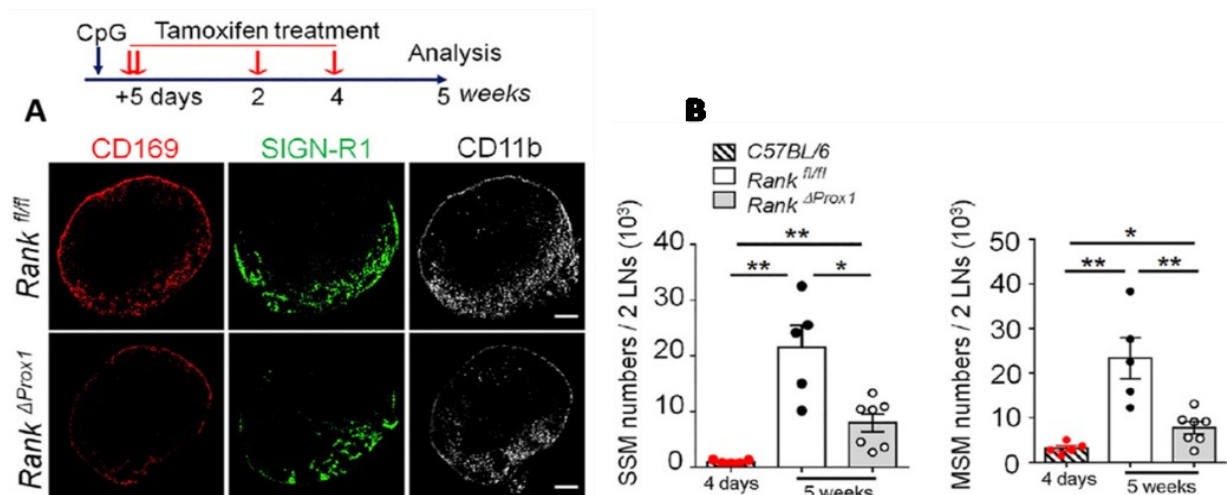 CpG Tamoxifen treatment
Analysis
+5 days 2 4 5 weeks
A
CD169 SIGN-R1 CD11b
Rank fl/fl
Rank ΔProx1
B
C57BL/6
Rank fl/fl
Rank ΔProx1
SSM numbers / 2 LNs (10³)
40
30
20
10
0
**
** *
4 days 5 weeks
MSM numbers / 2 LNs (10³)
50
40
30
20
10
0
*
** **
4 days 5 weeks